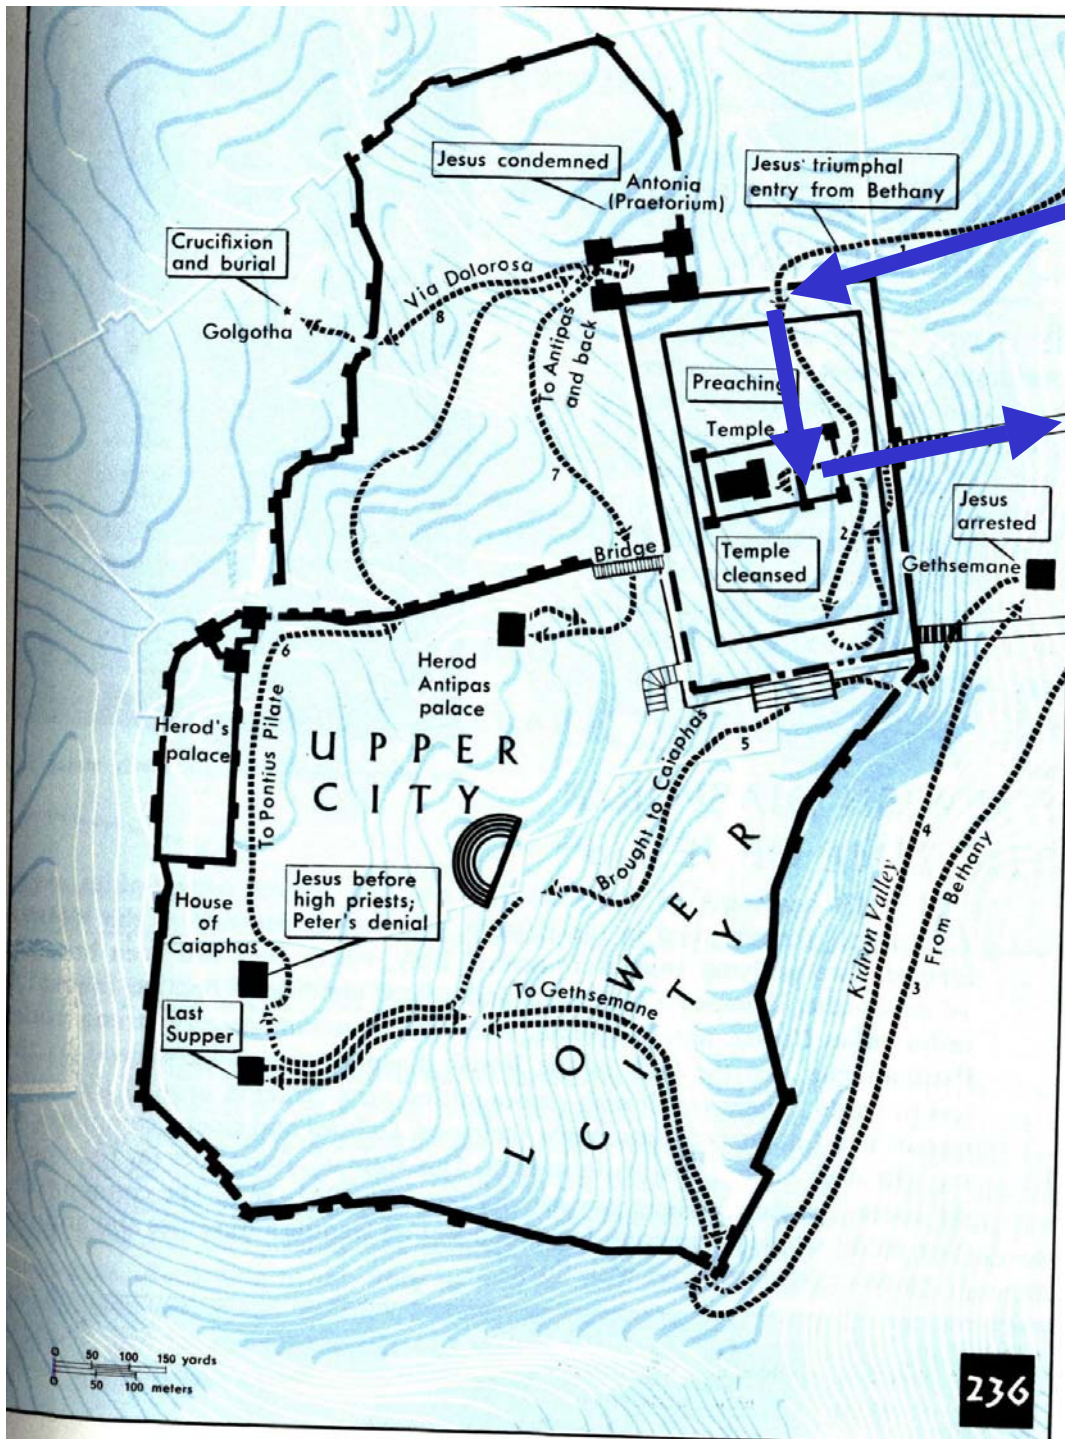 Jesus condemned
Antonia
(Praetorium)
Jesus' triumphal
entry from Bethany
1
Crucifixion
and burial
Via Dolorosa
8
Golgotha
To Antipas
and back
7
Preaching
Temple
2
Temple
cleansed
Jesus
arrested
Gethsemane
Bridge
6
Herod
Antipas
palace
Herod's
palace
To Pontius Pilate
UPPER
CITY
5
Brought to Caiaphas
4
Kidron Valley
From Bethany
3
Jesus before
high priests;
Peter's denial
House
of
Caiaphas
LOWER
CITY
To Gethsemane
Last
Supper
0 50 100 150 yards
0 50 100 meters
236